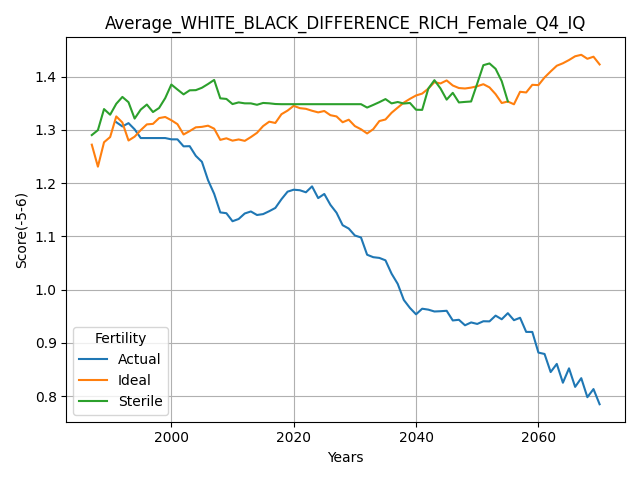 Average_WHITE_BLACK_DIFFERENCE_RICH_Female_Q4_IQ
Score(-5-6)
1.4
1.3
1.2
1.1
1.0
0.9
0.8
Fertility
Actual
Ideal
Sterile
2000
2020
2040
2060
Years